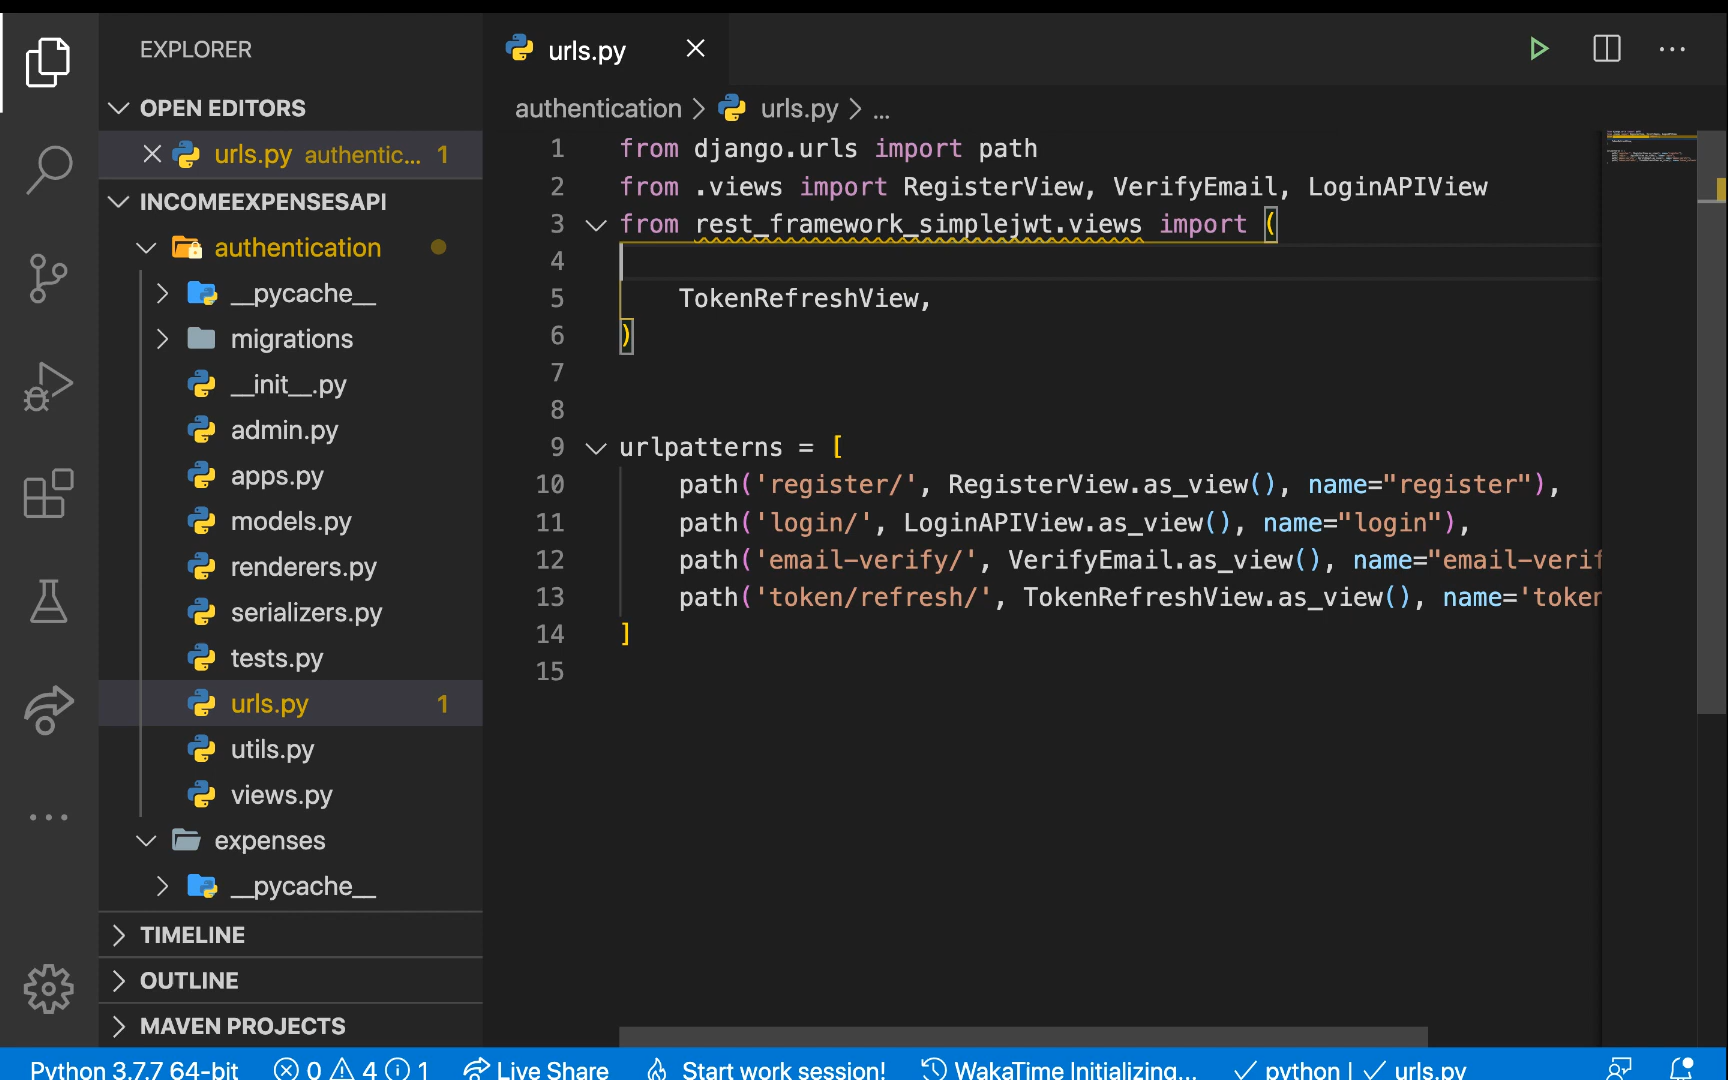 EXPLORER
OPEN EDITORS
urls.py authentic... 1
INCOMEEXPENSESAPI
authentication
__pycache__
migrations
__init__.py
admin.py
apps.py
models.py
renderers.py
serializers.py
tests.py
urls.py 1
utils.py
views.py
expenses
__pycache__
TIMELINE
OUTLINE
MAVEN PROJECTS
urls.py
authentication > urls.py > ...
1 from django.urls import path
2 from .views import RegisterView, VerifyEmail, LoginAPIView
3 from rest_framework_simplejwt.views import (
4
5 TokenRefreshView,
6 )
7
8
9 urlpatterns = [
10 path('register/', RegisterView.as_view(), name="register"),
11 path('login/', LoginAPIView.as_view(), name="login"),
12 path('email-verify/', VerifyEmail.as_view(), name="email-verif
13 path('token/refresh/', TokenRefreshView.as_view(), name='token
14 ]
15
Python 3.7.7 64-bit 0 4 1 Live Share Start work session! WakaTime Initializing... python | urls.py